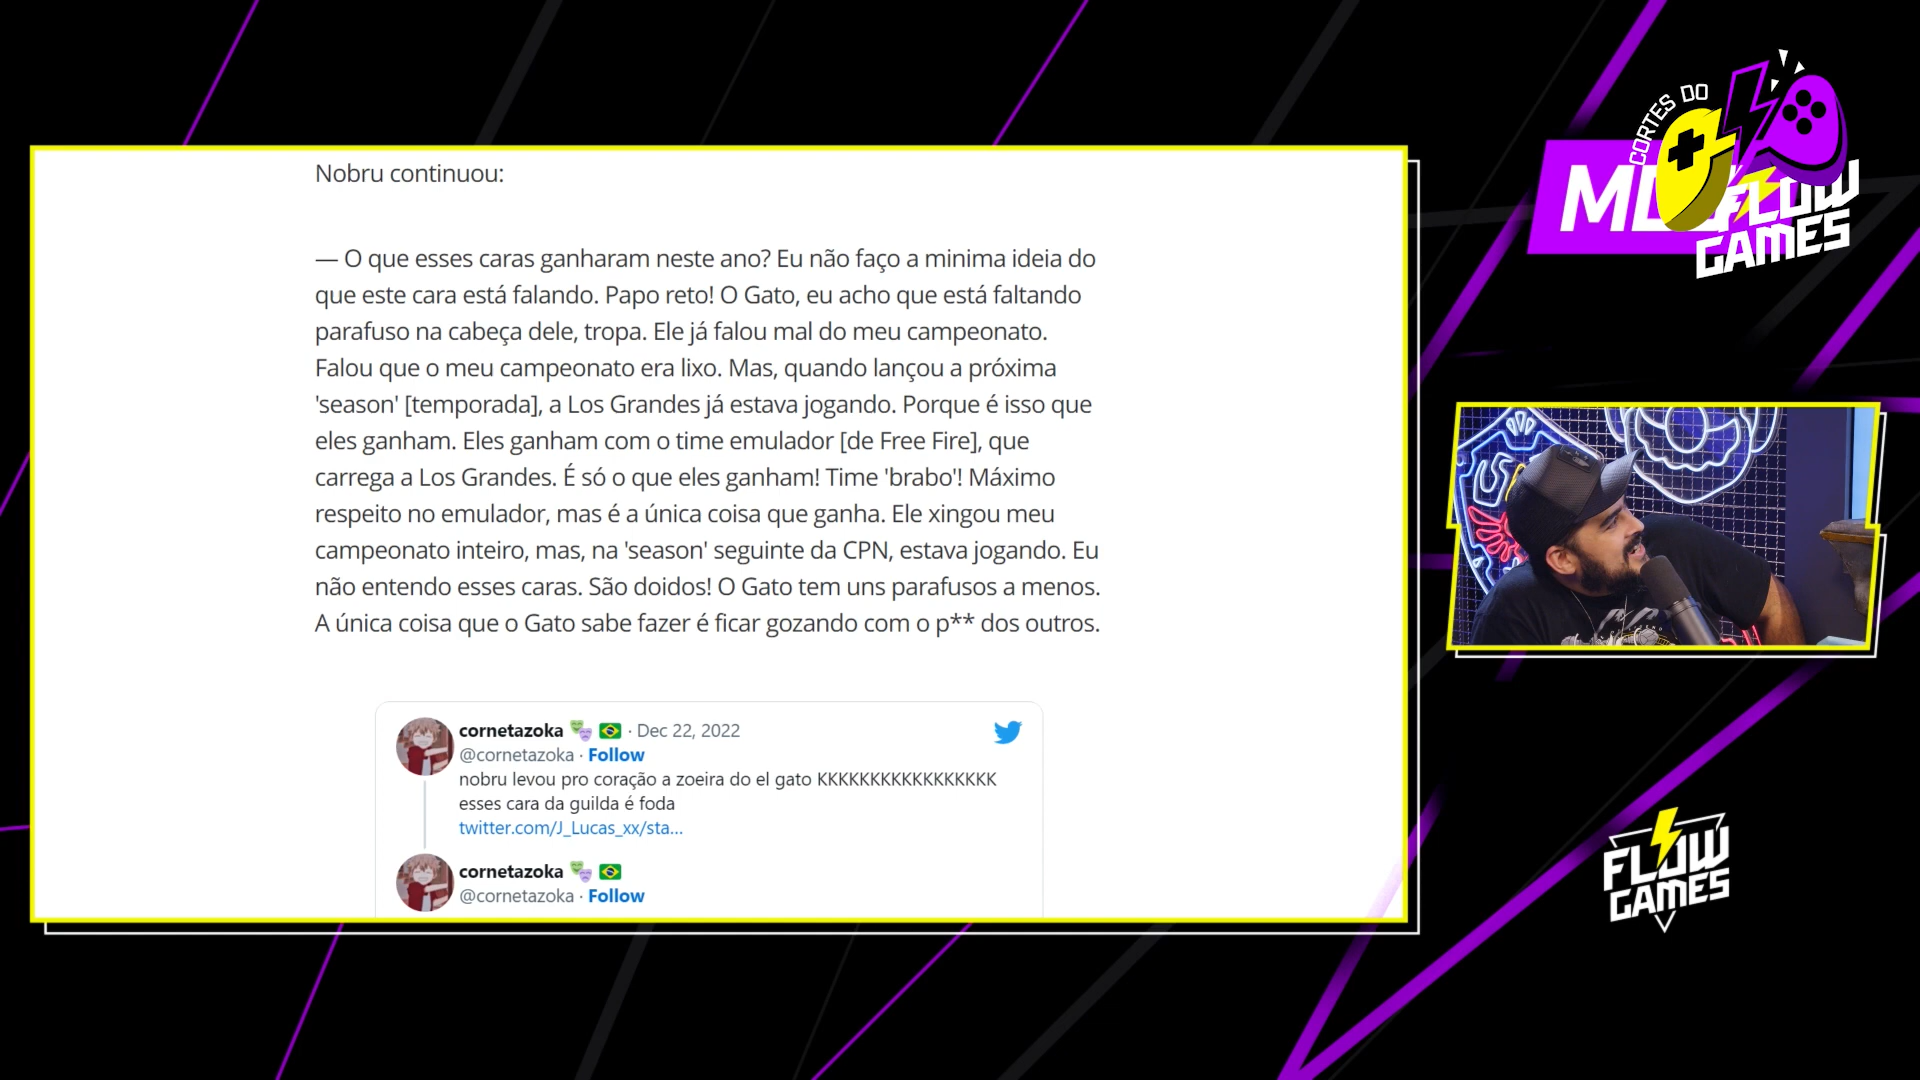 Nobru continuou:
— O que esses caras ganharam neste ano? Eu não faço a minima ideia do
que este cara está falando. Papo reto! O Gato, eu acho que está faltando
parafuso na cabeça dele, tropa. Ele já falou mal do meu campeonato.
Falou que o meu campeonato era lixo. Mas, quando lançou a próxima
'season' [temporada], a Los Grandes já estava jogando. Porque é isso que
eles ganham. Eles ganham com o time emulador [de Free Fire], que
carrega a Los Grandes. É só o que eles ganham! Time 'brabo'! Máximo
respeito no emulador, mas é a única coisa que ganha. Ele xingou meu
campeonato inteiro, mas, na 'season' seguinte da CPN, estava jogando. Eu
não entendo esses caras. São doidos! O Gato tem uns parafusos a menos.
A única coisa que o Gato sabe fazer é ficar gozando com o p** dos outros.
cornetazoka · Dec 22, 2022
@cornetazoka · Follow
nobru levou pro coração a zoeira do el gato KKKKKKKKKKKKKKKKK
esses cara da guilda é foda
twitter.com/J_Lucas_xx/sta...
cornetazoka
@cornetazoka · Follow
CORTES DO
FLOW
GAMES
FLOW
GAMES